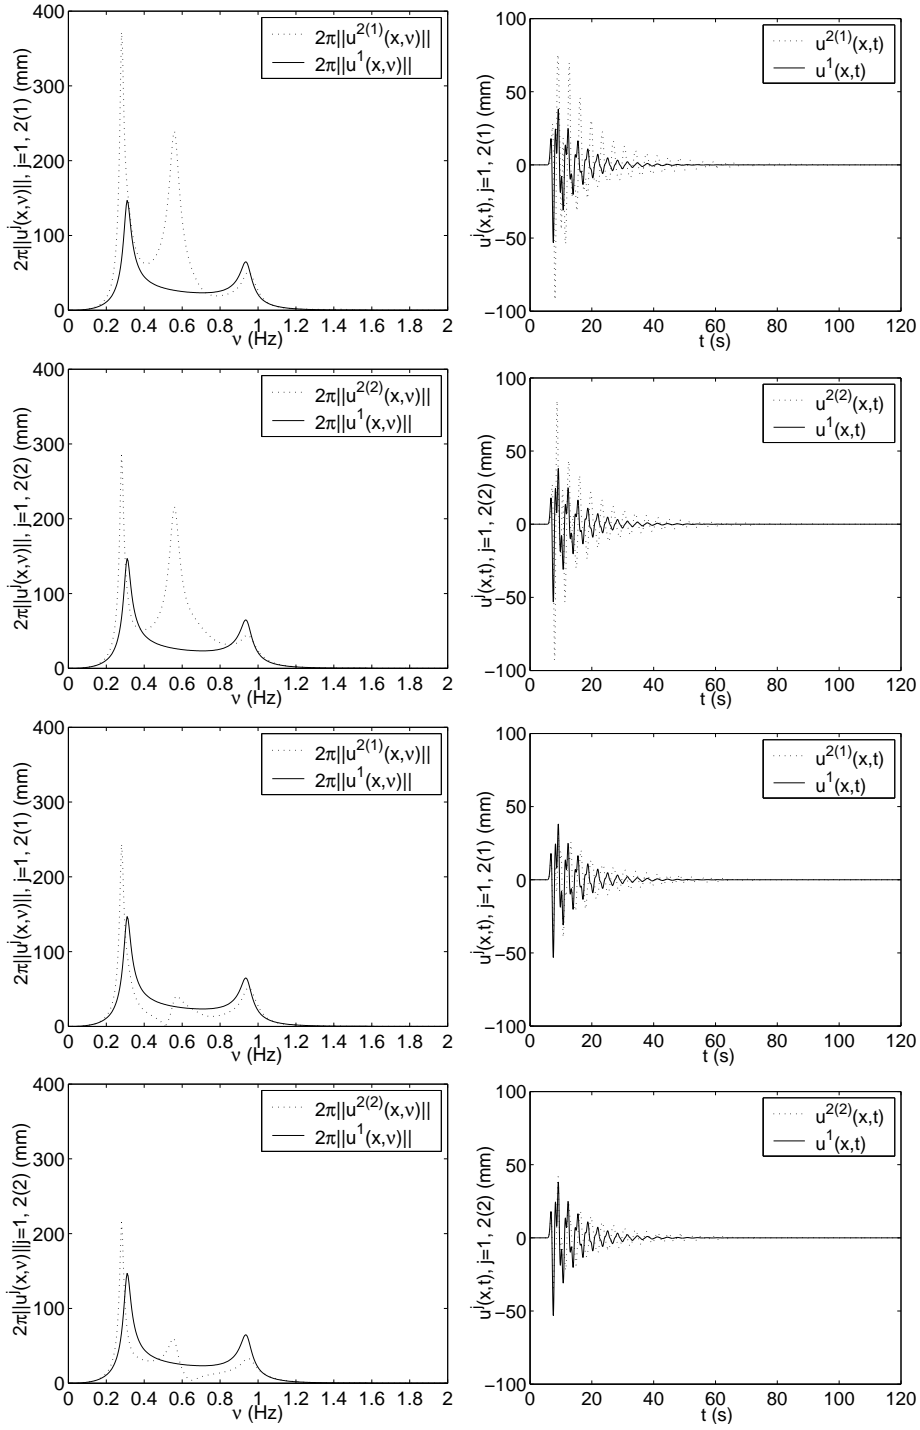 2π||u^j(x,ν)||, j=1, 2(1) (mm)
400
300
200
100
0
0 0.2 0.4 0.6 0.8 1 1.2 1.4 1.6 1.8 2
ν (Hz)
2π||u^2(1)(x,ν)||
2π||u^1(x,ν)||
u^j(x,t), j=1, 2(1) (mm)
100
50
0
−50
−100
0 20 40 60 80 100 120
t (s)
u^2(1)(x,t)
u^1(x,t)
2π||u^j(x,ν)||, j=1, 2(2) (mm)
400
300
200
100
0
0 0.2 0.4 0.6 0.8 1 1.2 1.4 1.6 1.8 2
ν (Hz)
2π||u^2(2)(x,ν)||
2π||u^1(x,ν)||
u^j(x,t), j=1, 2(2) (mm)
100
50
0
−50
−100
0 20 40 60 80 100 120
t (s)
u^2(2)(x,t)
u^1(x,t)
2π||u^j(x,ν)||, j=1, 2(1) (mm)
400
300
200
100
0
0 0.2 0.4 0.6 0.8 1 1.2 1.4 1.6 1.8 2
ν (Hz)
2π||u^2(1)(x,ν)||
2π||u^1(x,ν)||
u^j(x,t), j=1, 2(1) (mm)
100
50
0
−50
−100
0 20 40 60 80 100 120
t (s)
u^2(1)(x,t)
u^1(x,t)
2π||u^j(x,ν)||j=1, 2(2) (mm)
400
300
200
100
0
0 0.2 0.4 0.6 0.8 1 1.2 1.4 1.6 1.8 2
ν (Hz)
2π||u^2(2)(x,ν)||
2π||u^1(x,ν)||
u^j(x,t), j=1, 2(2) (mm)
100
50
0
−50
−100
0 20 40 60 80 100 120
t (s)
u^2(2)(x,t)
u^1(x,t)